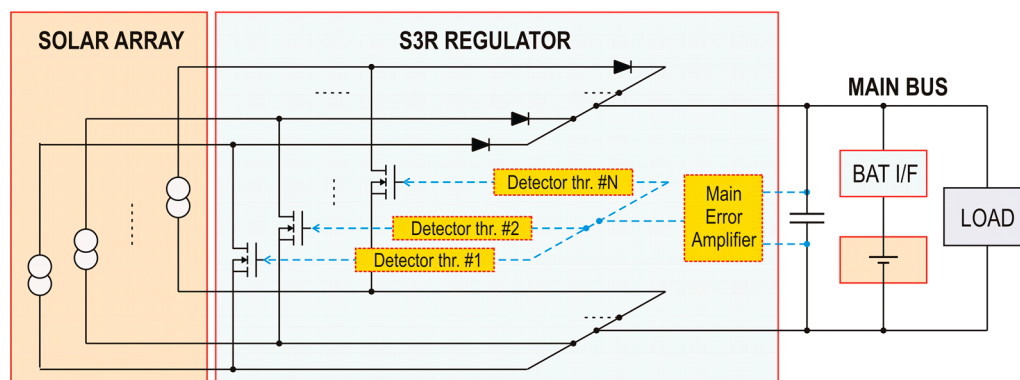 SOLAR ARRAY
S3R REGULATOR
MAIN BUS
Detector thr. #N
Detector thr. #2
Detector thr. #1
Main
Error
Amplifier
BAT I/F
LOAD